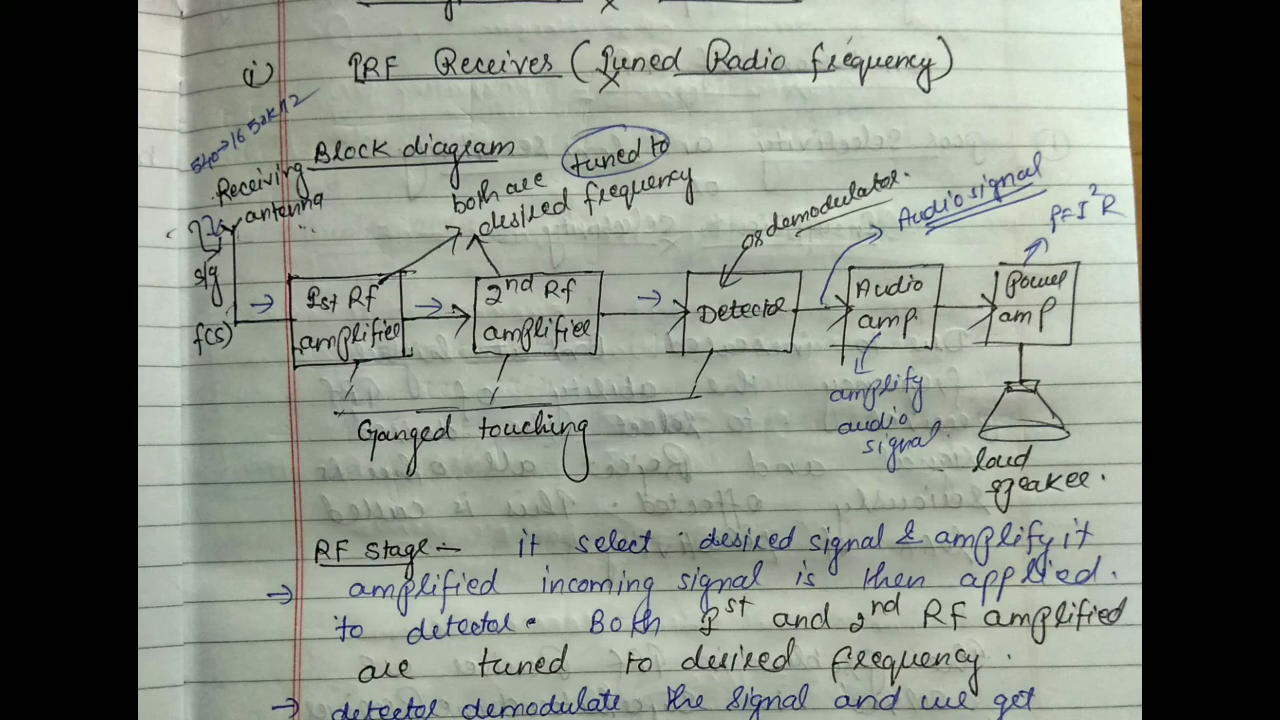 (i) TRF Receiver (Tuned Radio frequency)
540→1650KHz
Block diagram
Receiving
antenna
both are tuned to
desired frequency
or demodulator.
Audio signal
P=I²R
s/g
f(s)
1st Rf
amplifier
2nd Rf
amplifier
Detector
Audio
amp.
Power
amp
Ganged touching
amplify
audio
signal.
loud
speaker.
RF Stage :- it select desired signal & amplify it
→ amplified incoming signal is then applied.
to detector. Both 1st and 2nd RF amplified
are tuned to desired frequency.
→ detector demodulate the signal and we get